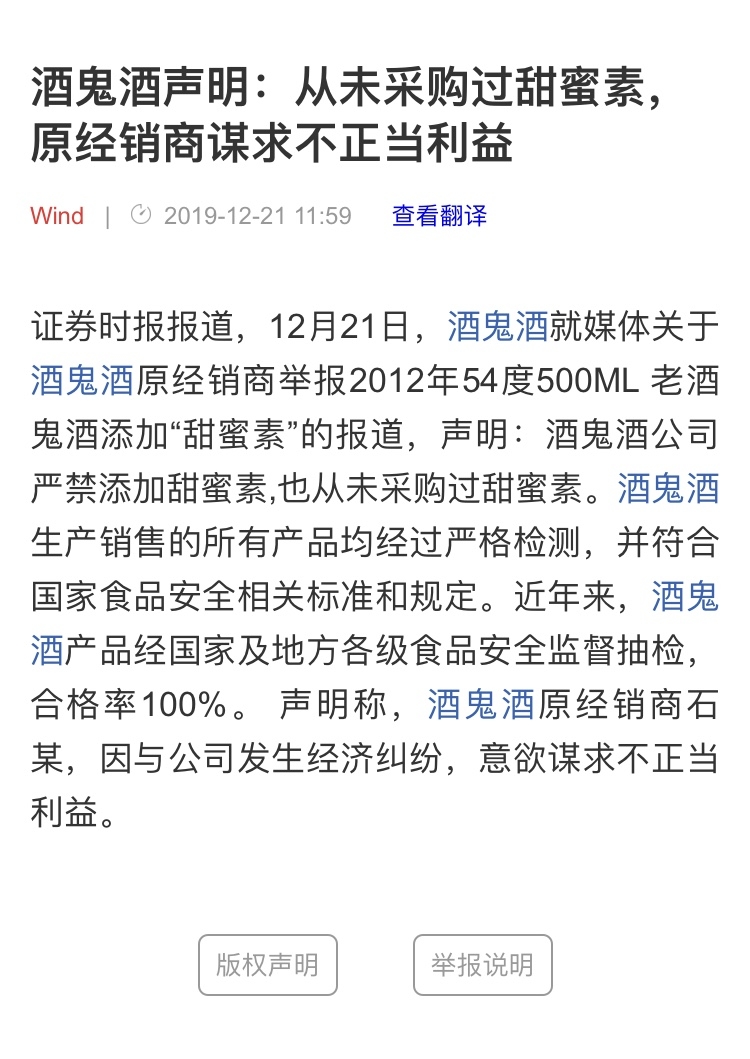 酒鬼酒声明：从未采购过甜蜜素，
原经销商谋求不正当利益
Wind | 2019-12-21 11:59 查看翻译
证券时报报道，12月21日，酒鬼酒就媒体关于
酒鬼酒原经销商举报2012年54度500ML 老酒
鬼酒添加“甜蜜素”的报道，声明：酒鬼酒公司
严禁添加甜蜜素,也从未采购过甜蜜素。酒鬼酒
生产销售的所有产品均经过严格检测，并符合
国家食品安全相关标准和规定。近年来，酒鬼
酒产品经国家及地方各级食品安全监督抽检，
合格率100%。 声明称，酒鬼酒原经销商石
某，因与公司发生经济纠纷，意欲谋求不正当
利益。
版权声明 举报说明